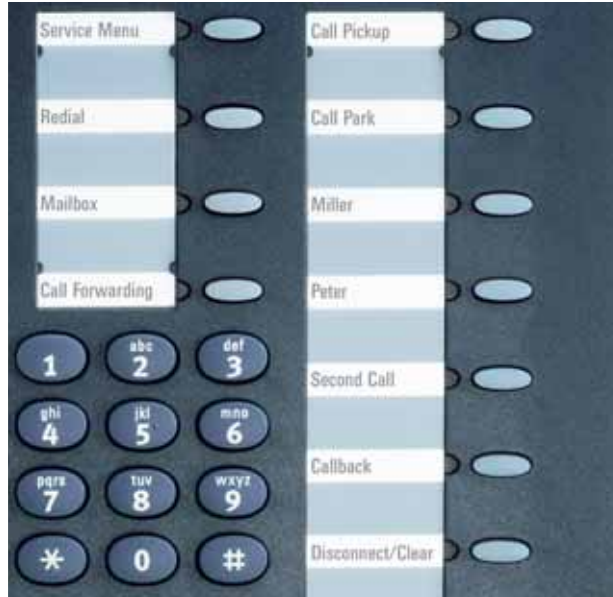 Service Menu
Redial
Mailbox
Call Forwarding
1
abc
2
def
3
ghi
4
jkl
5
mno
6
pqrs
7
tuv
8
wxyz
9
*
0
#
Call Pickup
Call Park
Miller
Peter
Second Call
Callback
Disconnect/Clear